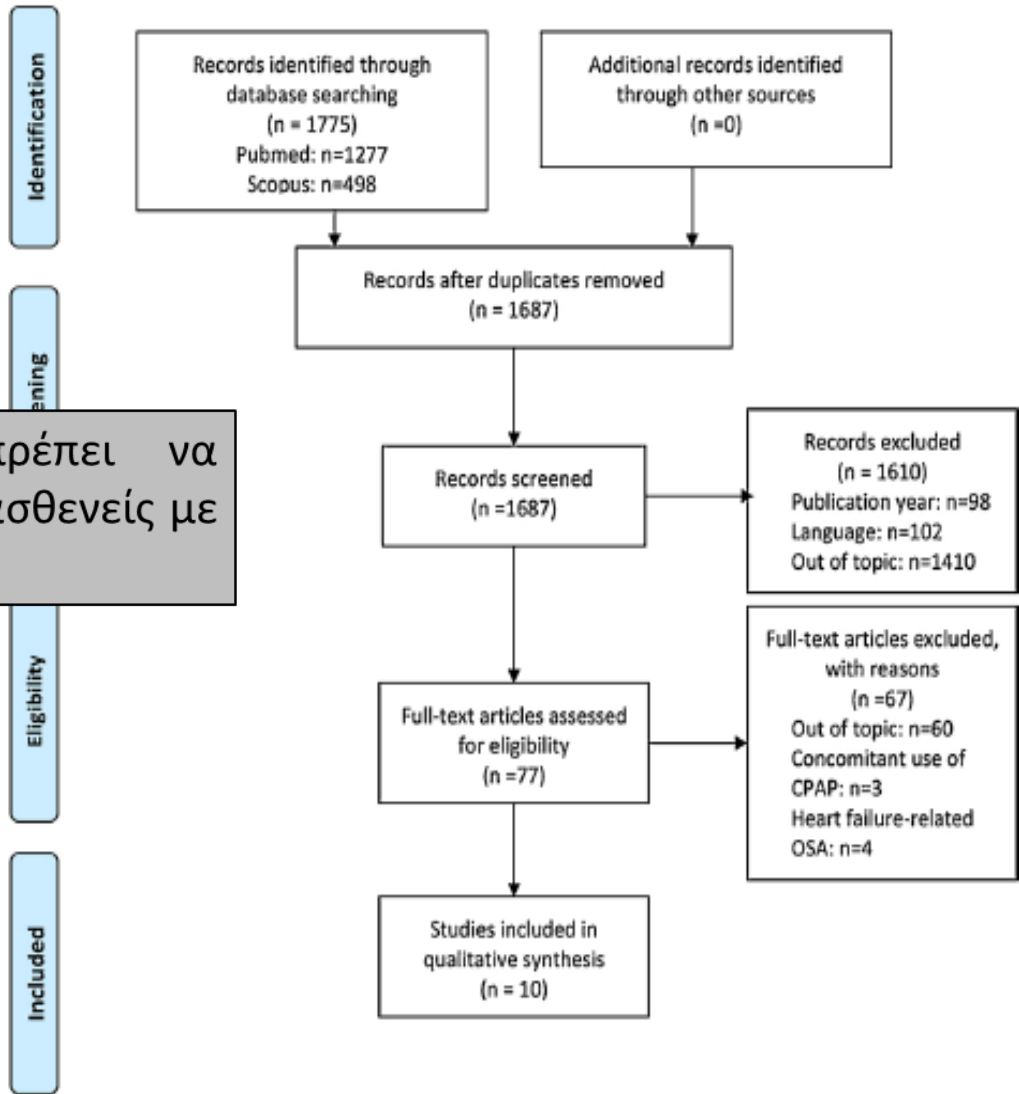 Identification
Records identified through
database searching
(n = 1775)
Pubmed: n=1277
Scopus: n=498
Additional records identified
through other sources
(n =0)
Records after duplicates removed
(n = 1687)
ening
πρέπει να
ασθενείς με
Records screened
(n =1687)
Records excluded
(n = 1610)
Publication year: n=98
Language: n=102
Out of topic: n=1410
Eligibility
Full-text articles assessed
for eligibility
(n =77)
Full-text articles excluded,
with reasons
(n =67)
Out of topic: n=60
Concomitant use of
CPAP: n=3
Heart failure-related
OSA: n=4
Included
Studies included in
qualitative synthesis
(n = 10)